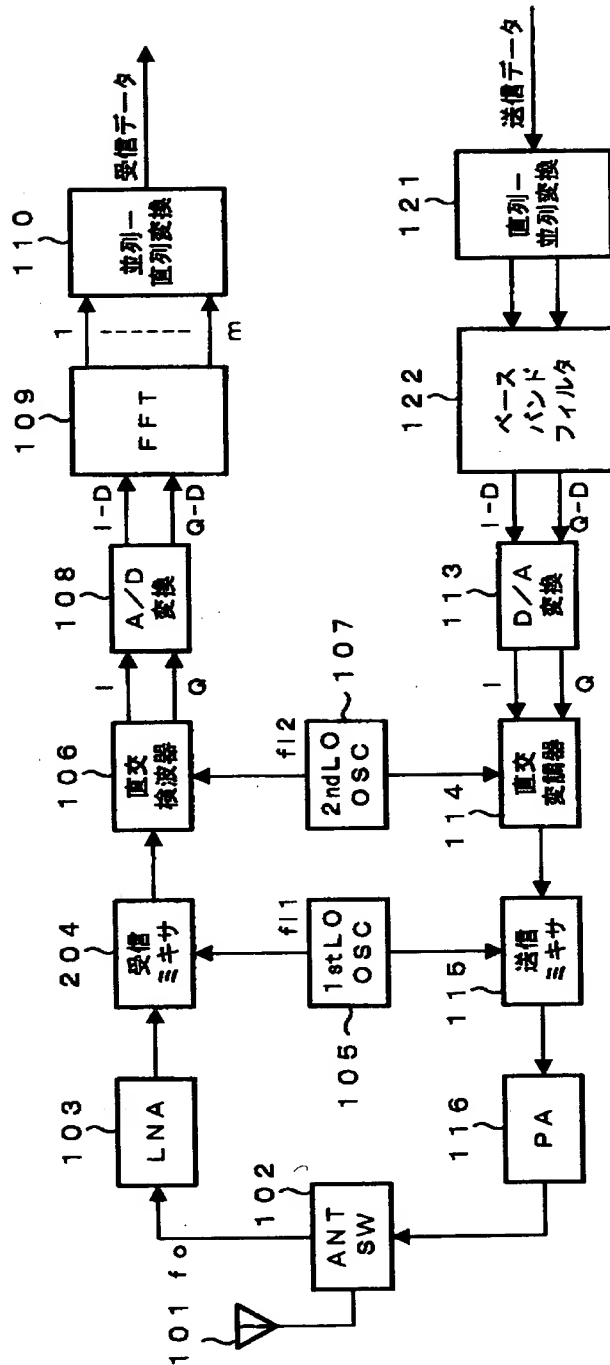 101
fo
102
ANT
SW
103
LNA
204
受信
ミキサ
106
直交
検波器
I
Q
108
A／D
変換
I-D
Q-D
109
FFT
1
m
110
並列ー
直列変換
受信データ
fl1
1stLO
OSC
105
fl2
2ndLO
OSC
107
116
PA
115
送信
ミキサ
114
直交
変調器
I
Q
113
D／A
変換
I-D
Q-D
122
ベース
バンド
フィルタ
121
直列ー
並列変換
送信データ